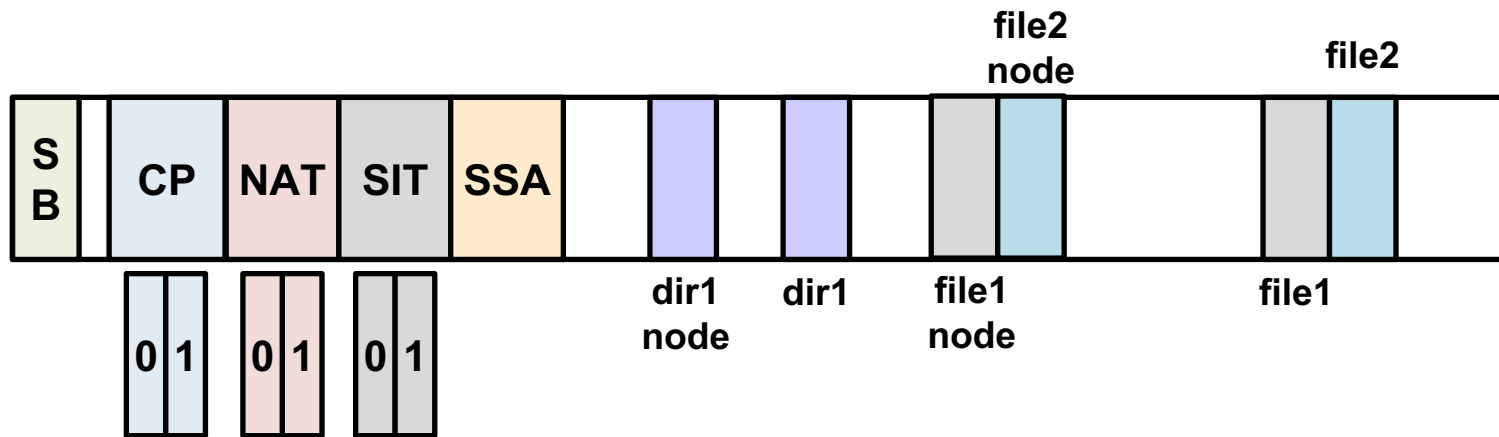 file2
node
file2
S
B
CP
NAT
SIT
SSA
dir1
node
dir1
file1
node
file1
0 1
0 1
0 1